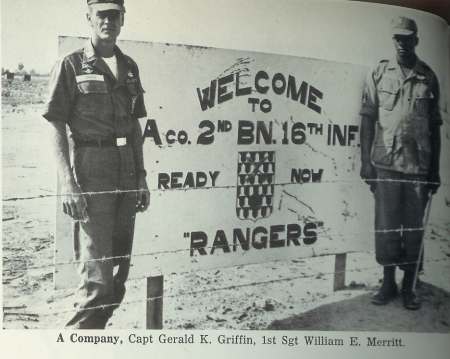 WELCOME
TO
A CO. 2ND BN. 16TH INF.
READY NOW
"RANGERS"
A Company, Capt Gerald K. Griffin, 1st Sgt William E. Merritt.